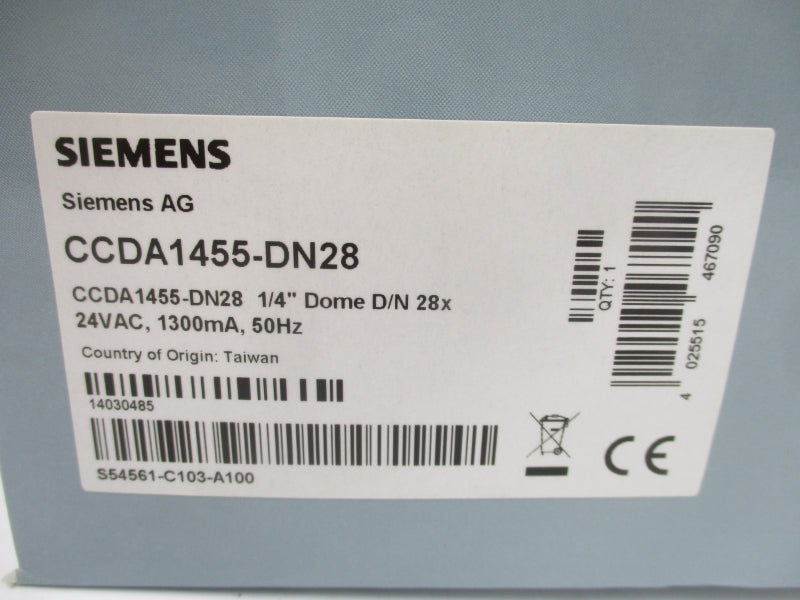 SIEMENS
Siemens AG
CCDA1455-DN28
CCDA1455-DN28 1/4" Dome D/N 28x
24VAC, 1300mA, 50Hz
Country of Origin: Taiwan
14030485
S54561-C103-A100
QTY: 1
4 025515 467090
CE